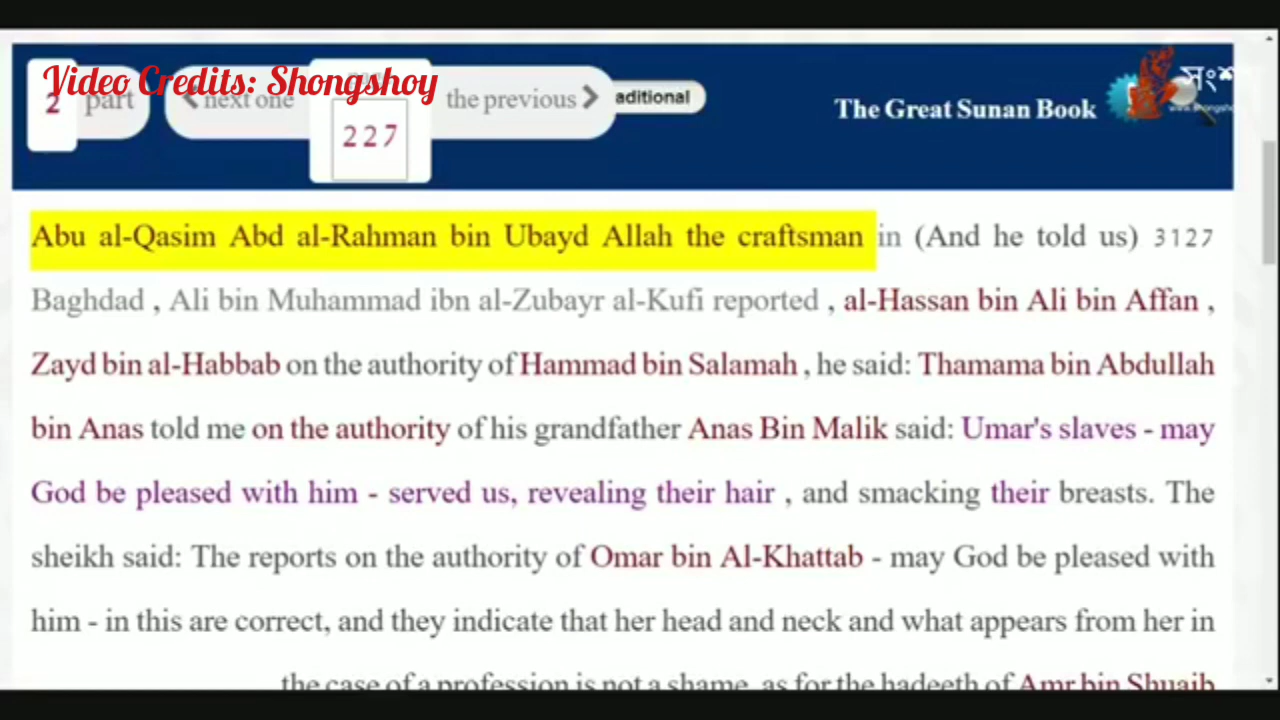 Video Credits: Shongshoy
2 part next one 227 the previous aditional
The Great Sunan Book
সংশ
Abu al-Qasim Abd al-Rahman bin Ubayd Allah the craftsman in (And he told us) 3127
Baghdad , Ali bin Muhammad ibn al-Zubayr al-Kufi reported , al-Hassan bin Ali bin Affan ,
Zayd bin al-Habbab on the authority of Hammad bin Salamah , he said: Thamama bin Abdullah
bin Anas told me on the authority of his grandfather Anas Bin Malik said: Umar's slaves - may
God be pleased with him - served us, revealing their hair , and smacking their breasts. The
sheikh said: The reports on the authority of Omar bin Al-Khattab - may God be pleased with
him - in this are correct, and they indicate that her head and neck and what appears from her in
the case of a profession is not a shame, as for the hadeeth of Amr bin Shuaib